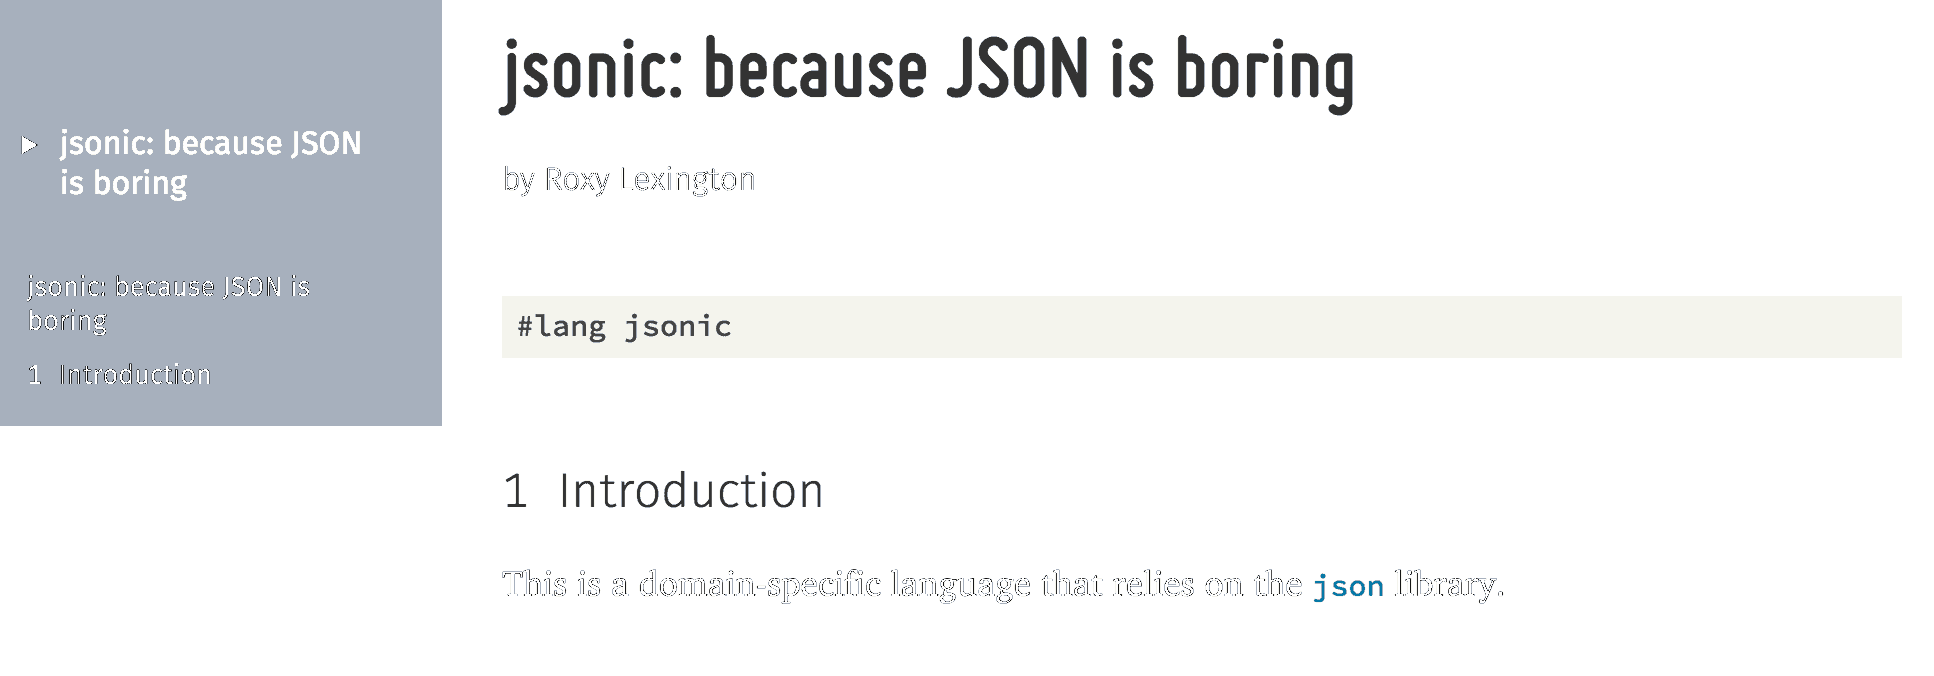 jsonic: because JSON
is boring
jsonic: because JSON is
boring
1 Introduction
jsonic: because JSON is boring
by Roxy Lexington
#lang jsonic
1 Introduction
This is a domain-specific language that relies on the json library.